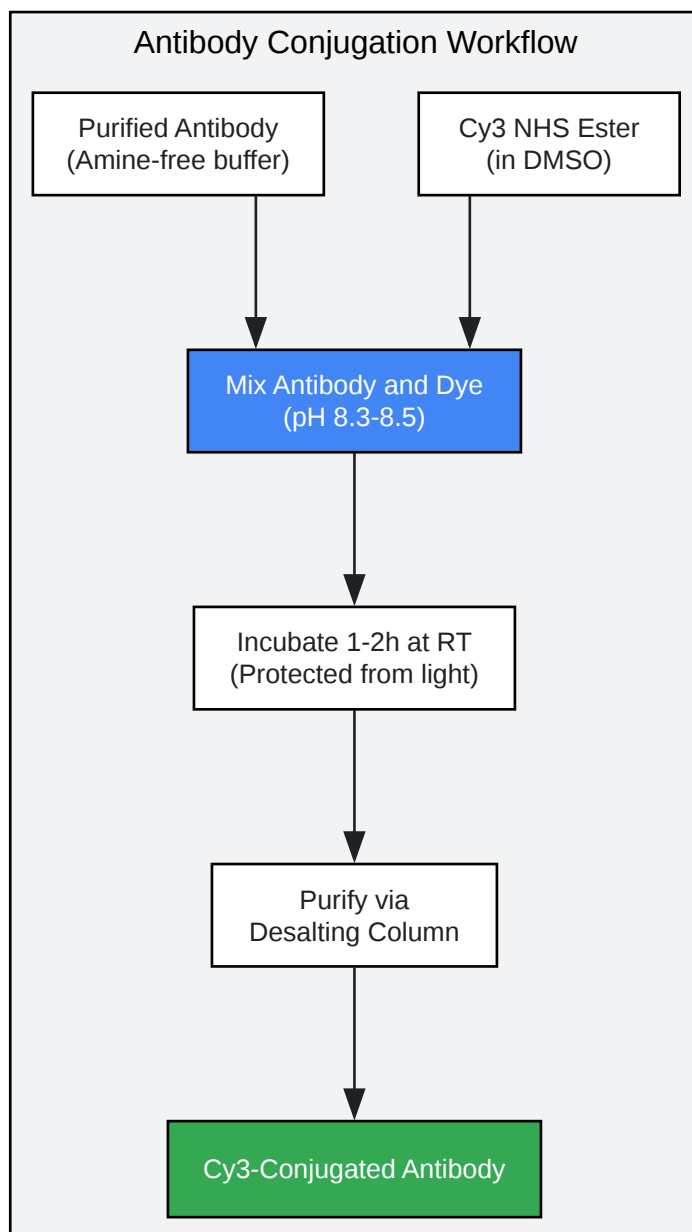 Antibody Conjugation Workflow
Purified Antibody
(Amine-free buffer)
Cy3 NHS Ester
(in DMSO)
Mix Antibody and Dye
(pH 8.3-8.5)
Incubate 1-2h at RT
(Protected from light)
Purify via
Desalting Column
Cy3-Conjugated Antibody